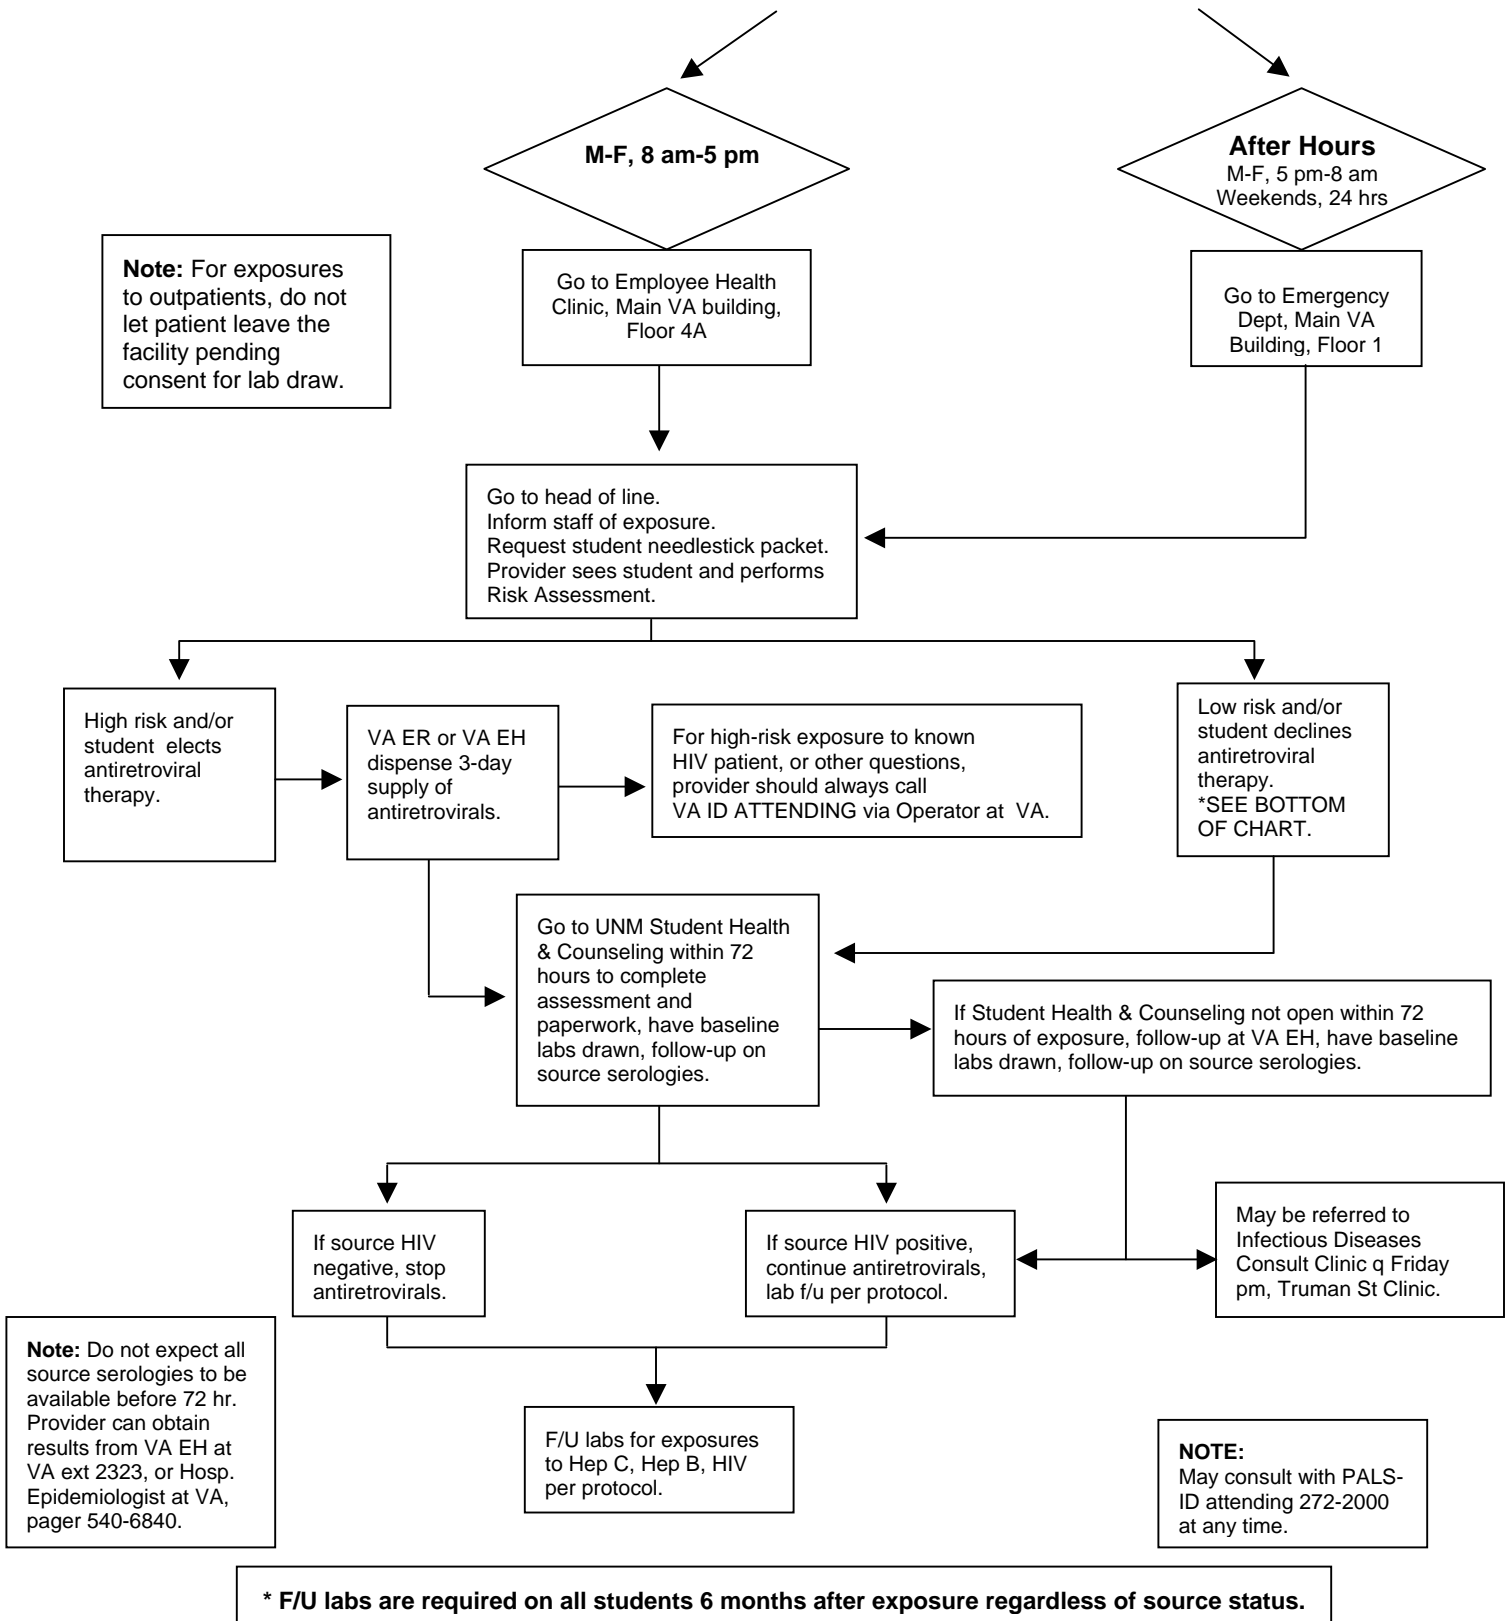 M-F, 8 am-5 pm
After Hours
M-F, 5 pm-8 am
Weekends, 24 hrs
Note: For exposures
to outpatients, do not
let patient leave the
facility pending
consent for lab draw.
Go to Employee Health
Clinic, Main VA building,
Floor 4A
Go to Emergency
Dept, Main VA
Building, Floor 1
Go to head of line.
Inform staff of exposure.
Request student needlestick packet.
Provider sees student and performs
Risk Assessment.
High risk and/or
student elects
antiretroviral
therapy.
VA ER or VA EH
dispense 3-day
supply of
antiretrovirals.
For high-risk exposure to known
HIV patient, or other questions,
provider should always call
VA ID ATTENDING via Operator at VA.
Low risk and/or
student declines
antiretroviral
therapy.
*SEE BOTTOM
OF CHART.
Go to UNM Student Health
& Counseling within 72
hours to complete
assessment and
paperwork, have baseline
labs drawn, follow-up on
source serologies.
If Student Health & Counseling not open within 72
hours of exposure, follow-up at VA EH, have baseline
labs drawn, follow-up on source serologies.
If source HIV
negative, stop
antiretrovirals.
If source HIV positive,
continue antiretrovirals,
lab f/u per protocol.
May be referred to
Infectious Diseases
Consult Clinic q Friday
pm, Truman St Clinic.
Note: Do not expect all
source serologies to be
available before 72 hr.
Provider can obtain
results from VA EH at
VA ext 2323, or Hosp.
Epidemiologist at VA,
pager 540-6840.
F/U labs for exposures
to Hep C, Hep B, HIV
per protocol.
NOTE:
May consult with PALS-
ID attending 272-2000
at any time.
* F/U labs are required on all students 6 months after exposure regardless of source status.